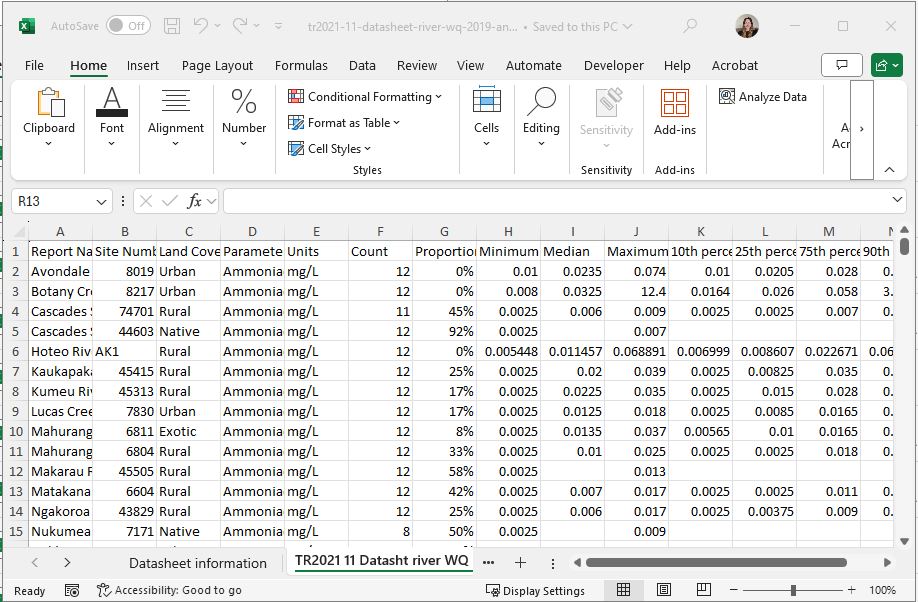 AutoSave Off tr2021-11-datasheet-river-wq-2019-an... • Saved to this PC
File Home Insert Page Layout Formulas Data Review View Automate Developer Help Acrobat
Clipboard Font Alignment Number Conditional Formatting Format as Table Cell Styles Cells Editing Sensitivity Add-ins Analyze Data A Acr
Styles Sensitivity Add-ins
R13 fx
A B C D E F G H I J K L M N
1 Report Na Site Numb Land Cove Paramete Units Count Proportion Minimum Median Maximum 10th perce 25th perce 75th perce 90th
2 Avondale 8019 Urban Ammonia mg/L 12 0% 0.01 0.0235 0.074 0.01 0.0205 0.028 0.
3 Botany Cr 8217 Urban Ammonia mg/L 12 0% 0.008 0.0325 12.4 0.0164 0.026 0.058 3.
4 Cascades S 74701 Rural Ammonia mg/L 11 45% 0.0025 0.006 0.009 0.0025 0.0025 0.007 0.
5 Cascades S 44603 Native Ammonia mg/L 12 92% 0.0025 0.007
6 Hoteo Riv AK1 Rural Ammonia mg/L 12 0% 0.005448 0.011457 0.068891 0.006999 0.008607 0.022671 0.06
7 Kaukapaka 45415 Rural Ammonia mg/L 12 25% 0.0025 0.02 0.039 0.0025 0.00825 0.035 0.
8 Kumeu Riv 45313 Rural Ammonia mg/L 12 17% 0.0025 0.0225 0.035 0.0025 0.015 0.028 0.
9 Lucas Cree 7830 Urban Ammonia mg/L 12 17% 0.0025 0.0125 0.018 0.0025 0.0085 0.0165 0.
10 Mahurang 6811 Exotic Ammonia mg/L 12 8% 0.0025 0.0135 0.037 0.00565 0.01 0.0165 0.
11 Mahurang 6804 Rural Ammonia mg/L 12 33% 0.0025 0.01 0.025 0.0025 0.0025 0.018 0.
12 Makarau R 45505 Rural Ammonia mg/L 12 58% 0.0025 0.013
13 Matakana 6604 Rural Ammonia mg/L 12 42% 0.0025 0.007 0.017 0.0025 0.0025 0.011 0.
14 Ngakoroa 43829 Rural Ammonia mg/L 12 25% 0.0025 0.006 0.017 0.0025 0.00375 0.009 0.
15 Nukumea 7171 Native Ammonia mg/L 8 50% 0.0025 0.009
Datasheet information TR2021 11 Datasht river WQ ...
Ready Accessibility: Good to go Display Settings 100%